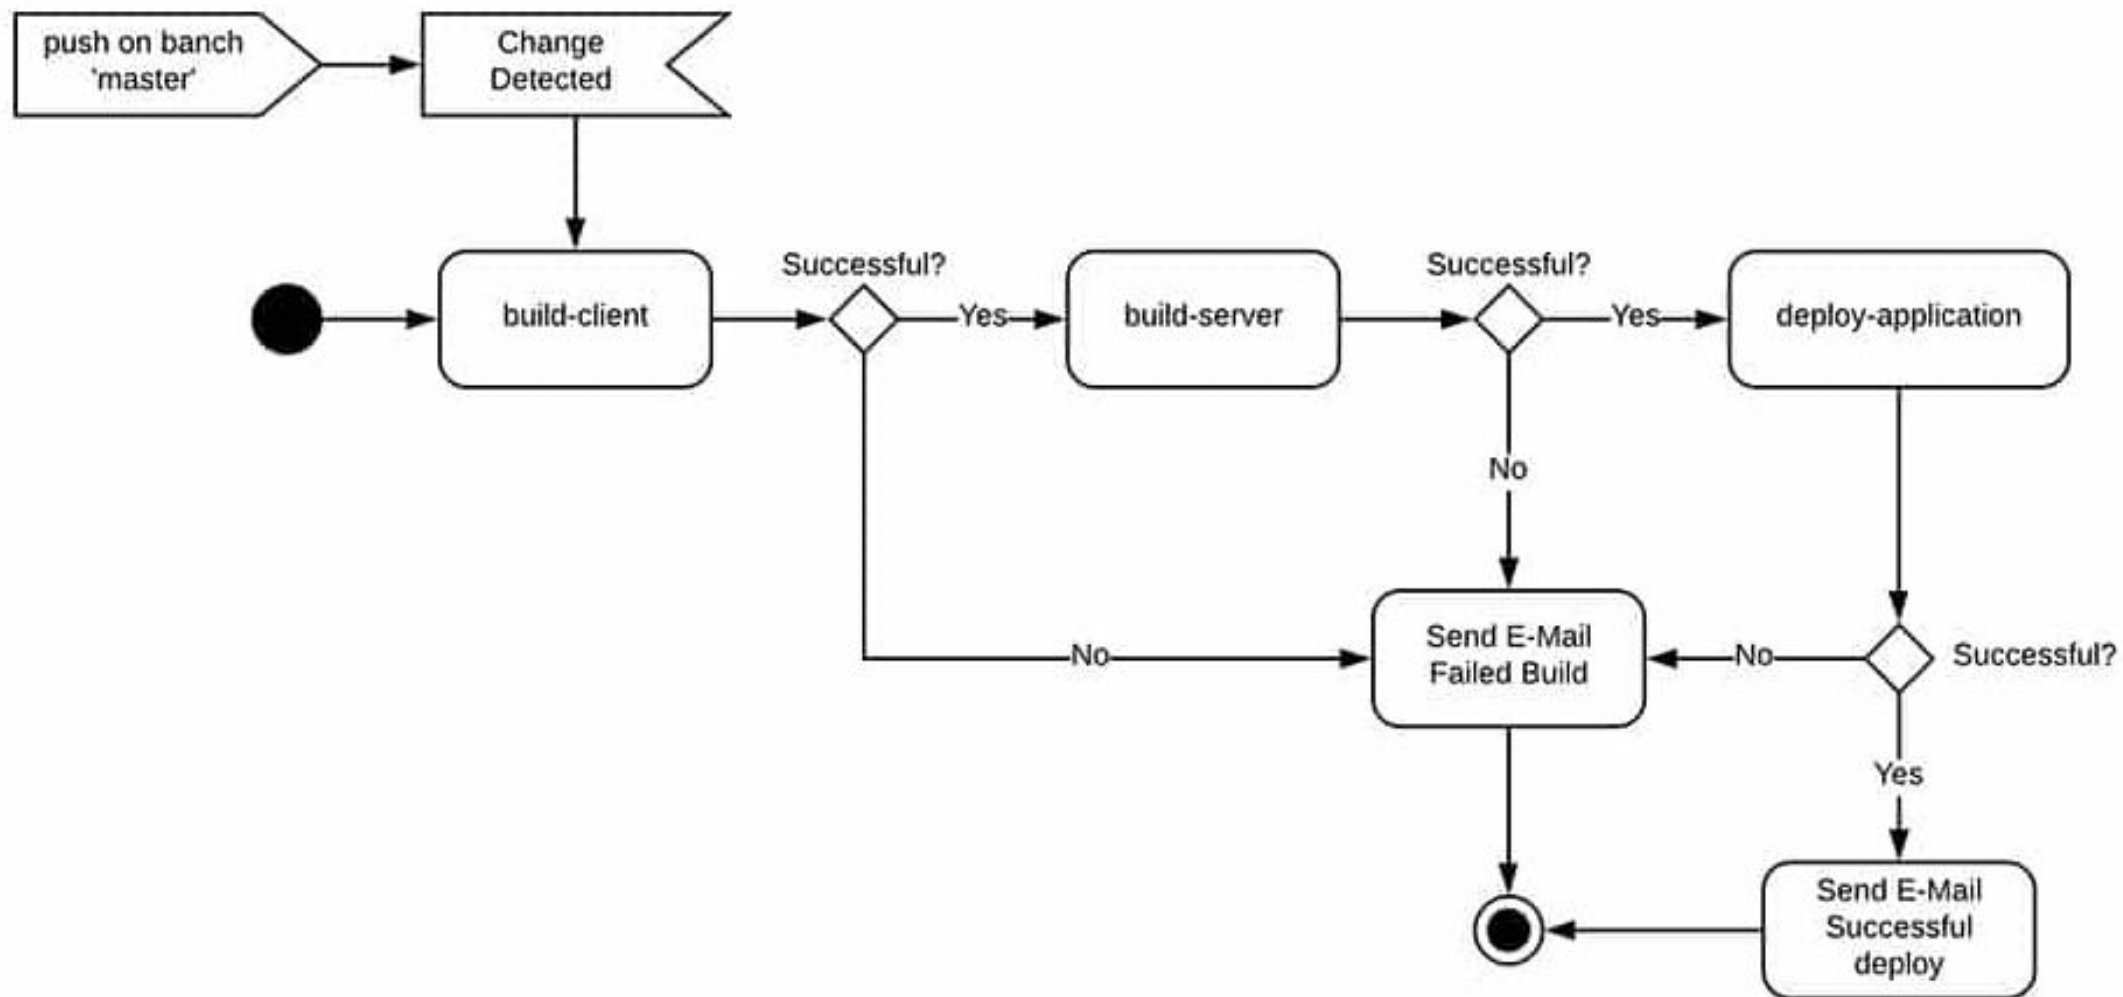 push on banch
'master'
Change
Detected
Successful?
Successful?
build-client
Yes
build-server
Yes
deploy-application
No
Send E-Mail
Failed Build
No
No
Successful?
Yes
Send E-Mail
Successful
deploy